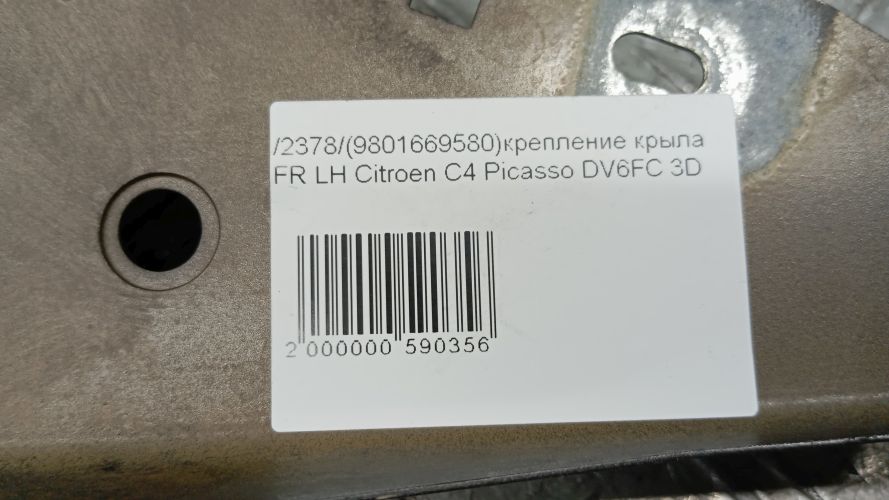 /2378/(9801669580)крепление крыла
FR LH Citroen C4 Picasso DV6FC 3D
2 000000 590356